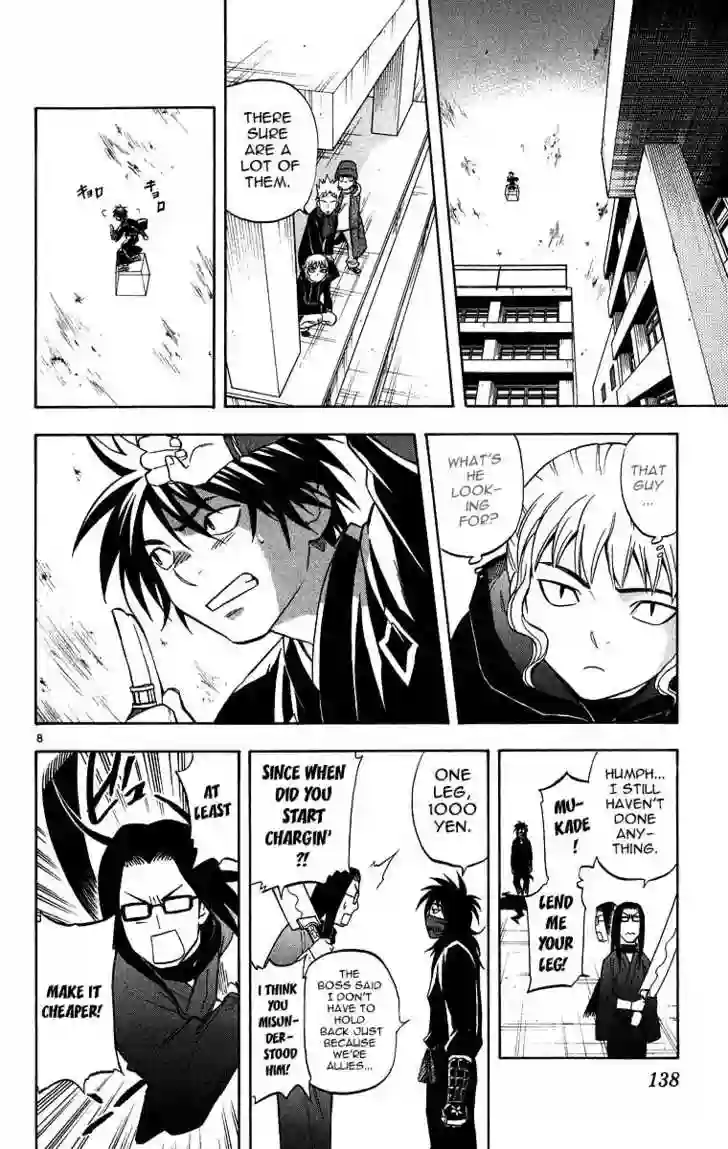 THERE
SURE
ARE A
LOT OF
THEM.
キョロ
キョロ
THAT
GUY
...
WHAT'S
HE
LOOK-
ING
FOR?
8
HUMPH...
I STILL
HAVEN'T
DONE
ANY-
THING.
MU-
KADE
!
LEND
ME
YOUR
LEG!
ONE
LEG,
1000
YEN.
SINCE WHEN
DID YOU
START
CHARGIN'
?!
THE
BOSS SAID
I DON'T
HAVE TO
HOLD
BACK JUST
BECAUSE
WE'RE
ALLIES...
I THINK
YOU
MISUN-
DER-
STOOD
HIM!
AT
LEAST
MAKE IT
CHEAPER!
138